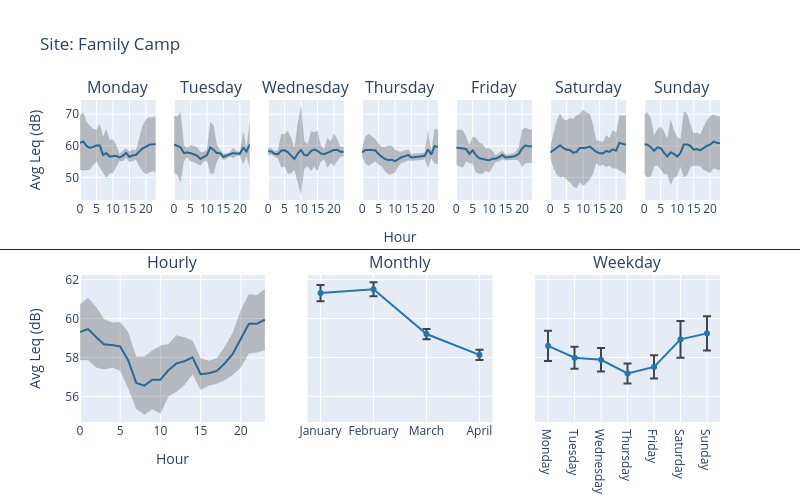 Site: Family Camp
Monday Tuesday Wednesday Thursday Friday Saturday Sunday
Avg Leq (dB)
70
60
50
0 5 10 15 20 0 5 10 15 20 0 5 10 15 20 0 5 10 15 20 0 5 10 15 20 0 5 10 15 20 0 5 10 15 20
Hour
Hourly Monthly Weekday
Avg Leq (dB)
62
60
58
56
0 5 10 15 20
Hour
January February March April
Monday Tuesday Wednesday Thursday Friday Saturday Sunday